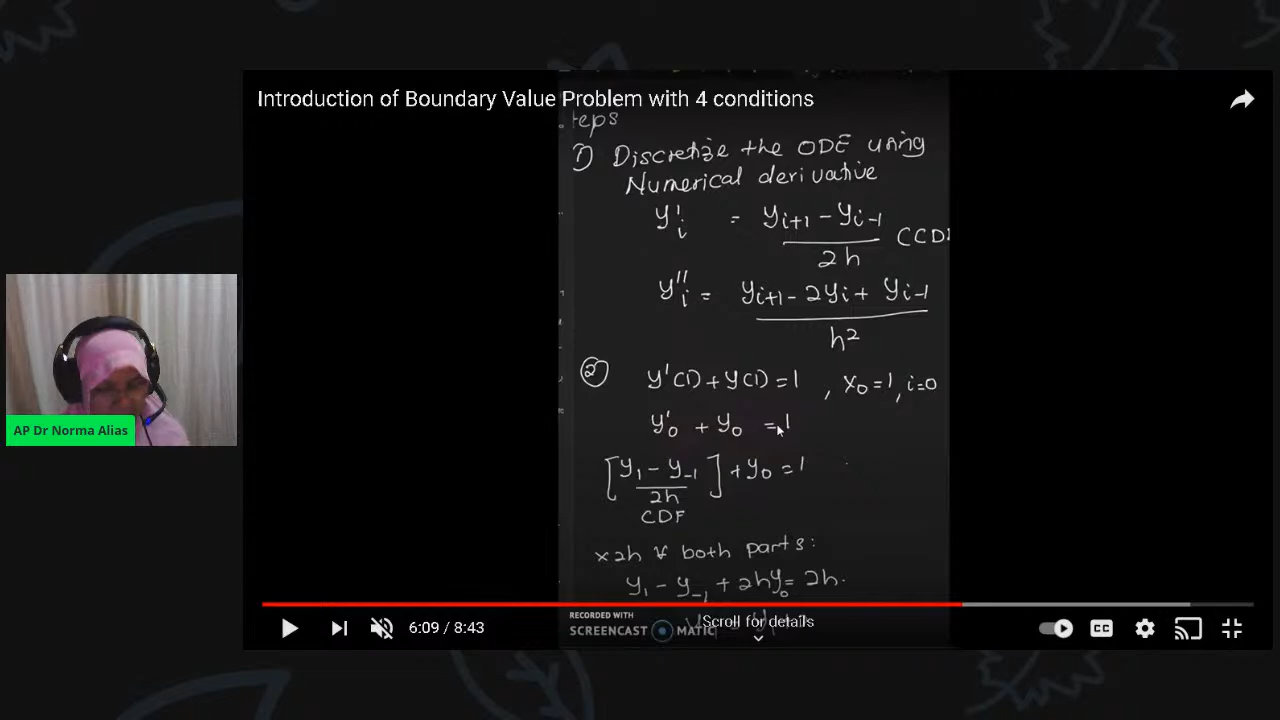 Introduction of Boundary Value Problem with 4 conditions
teps
1) Discretize the ODE using
Numerical derivative
y'i = yi+1 - yi-1 / 2h CCD
y''i = yi+1 - 2yi + yi-1 / h²
② y'(1) + y(1) = 1 , x0 = 1, i=0
y'0 + y0 = 1
[y1 - y-1 / 2h] + y0 = 1
CDF
x2h ∀ both parts:
y1 - y-1 + 2hy0 = 2h.
AP Dr Norma Alias
RECORDED WITH
SCREENCAST MATIC
Scroll for details
6:09 / 8:43
CC